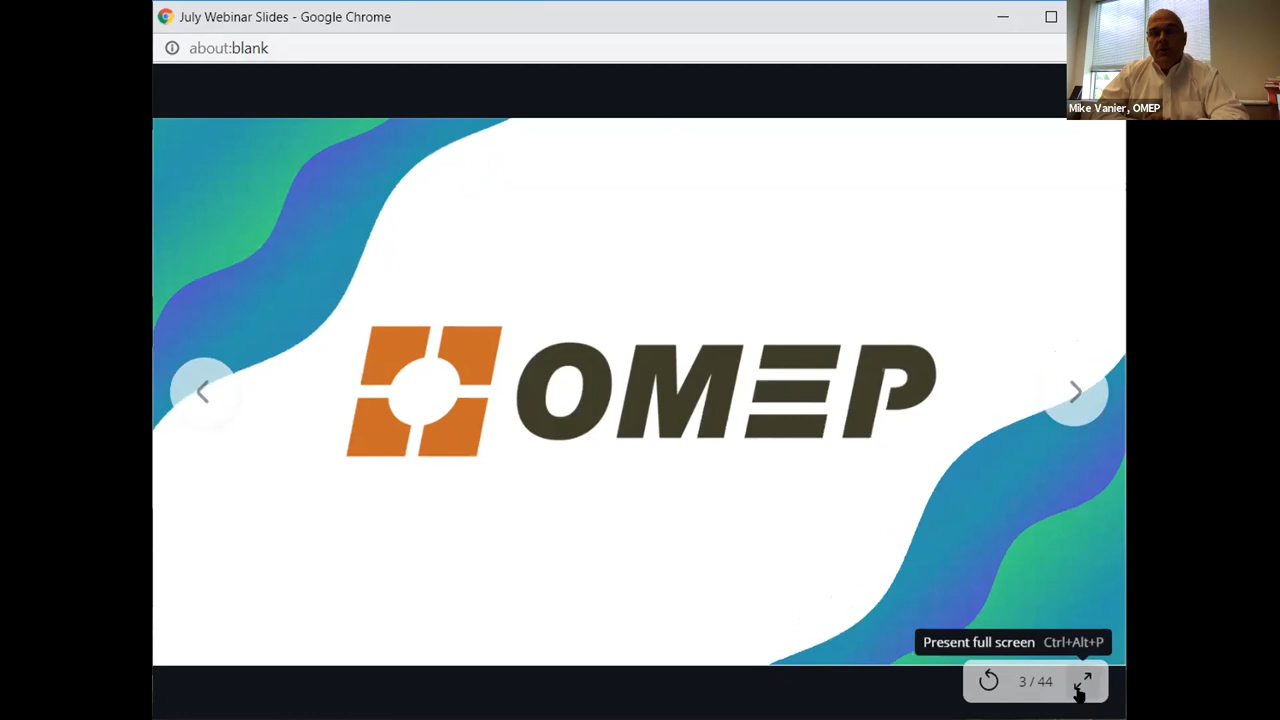 July Webinar Slides - Google Chrome
about:blank
Mike Vanier, OMEP
OMEP
Present full screen Ctrl+Alt+P
3 / 44